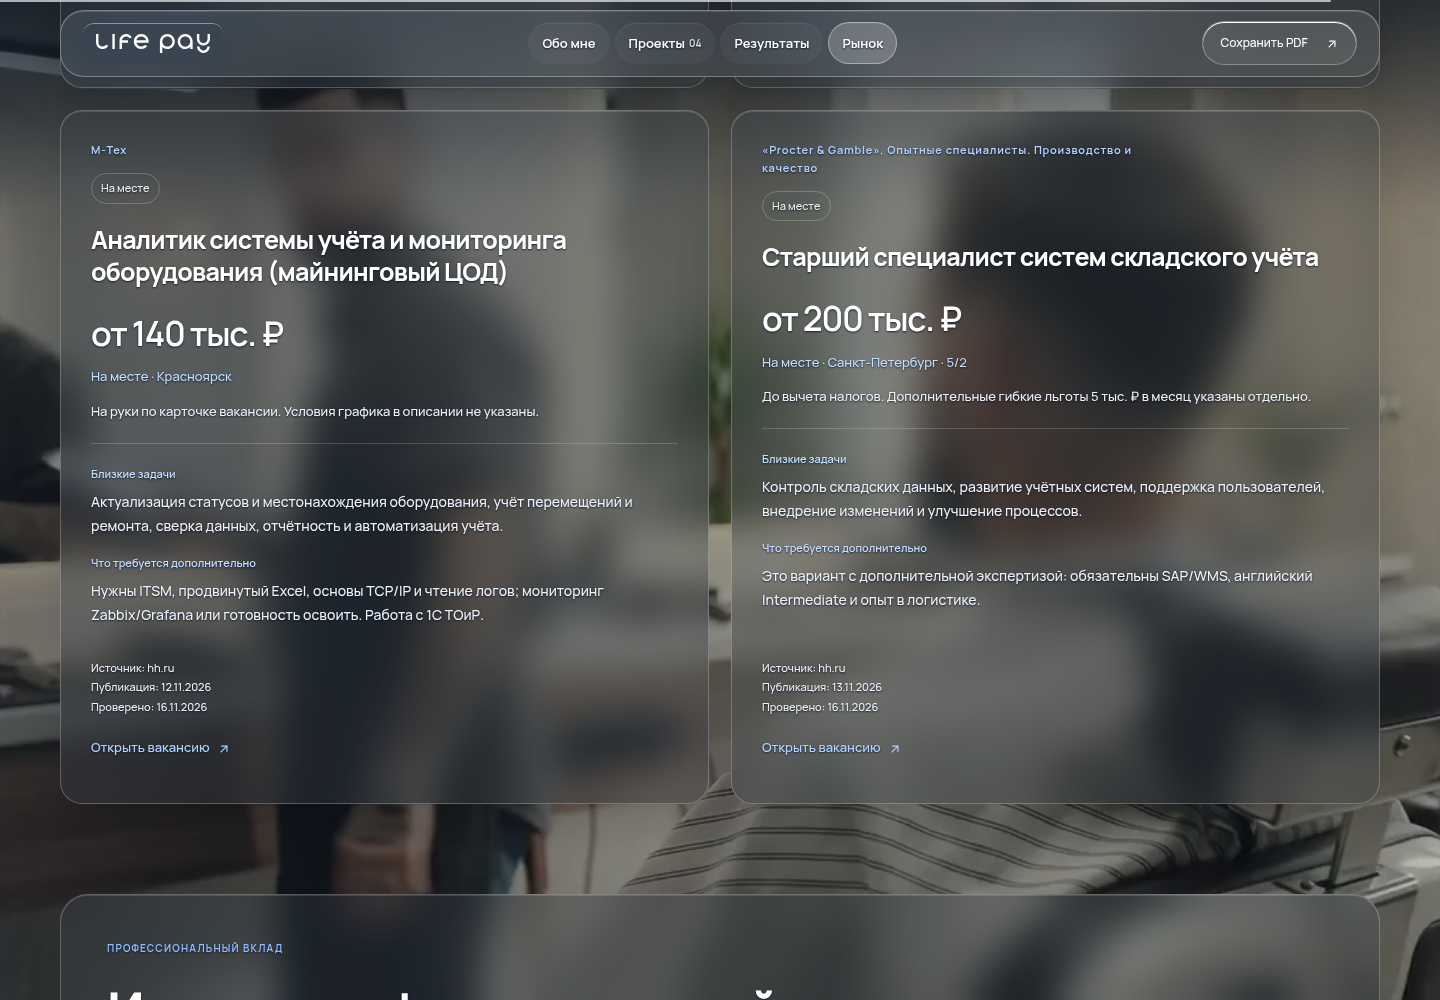 LIFE PAY
Обо мне
Проекты 04
Результаты
Рынок
Сохранить PDF
М-Тех
На месте
Аналитик системы учёта и мониторинга
оборудования (майнинговый ЦОД)
от 140 тыс. ₽
На месте · Красноярск
На руки по карточке вакансии. Условия графика в описании не указаны.
Близкие задачи
Актуализация статусов и местонахождения оборудования, учёт перемещений и
ремонта, сверка данных, отчётность и автоматизация учёта.
Что требуется дополнительно
Нужны ITSM, продвинутый Excel, основы TCP/IP и чтение логов; мониторинг
Zabbix/Grafana или готовность освоить. Работа с 1С ТОиР.
Источник: hh.ru
Публикация: 12.11.2026
Проверено: 16.11.2026
Открыть вакансию
«Procter & Gamble», Опытные специалисты. Производство и
качество
На месте
Старший специалист систем складского учёта
от 200 тыс. ₽
На месте · Санкт-Петербург · 5/2
До вычета налогов. Дополнительные гибкие льготы 5 тыс. ₽ в месяц указаны отдельно.
Близкие задачи
Контроль складских данных, развитие учётных систем, поддержка пользователей,
внедрение изменений и улучшение процессов.
Что требуется дополнительно
Это вариант с дополнительной экспертизой: обязательны SAP/WMS, английский
Intermediate и опыт в логистике.
Источник: hh.ru
Публикация: 13.11.2026
Проверено: 16.11.2026
Открыть вакансию
ПРОФЕССИОНАЛЬНЫЙ ВКЛАД